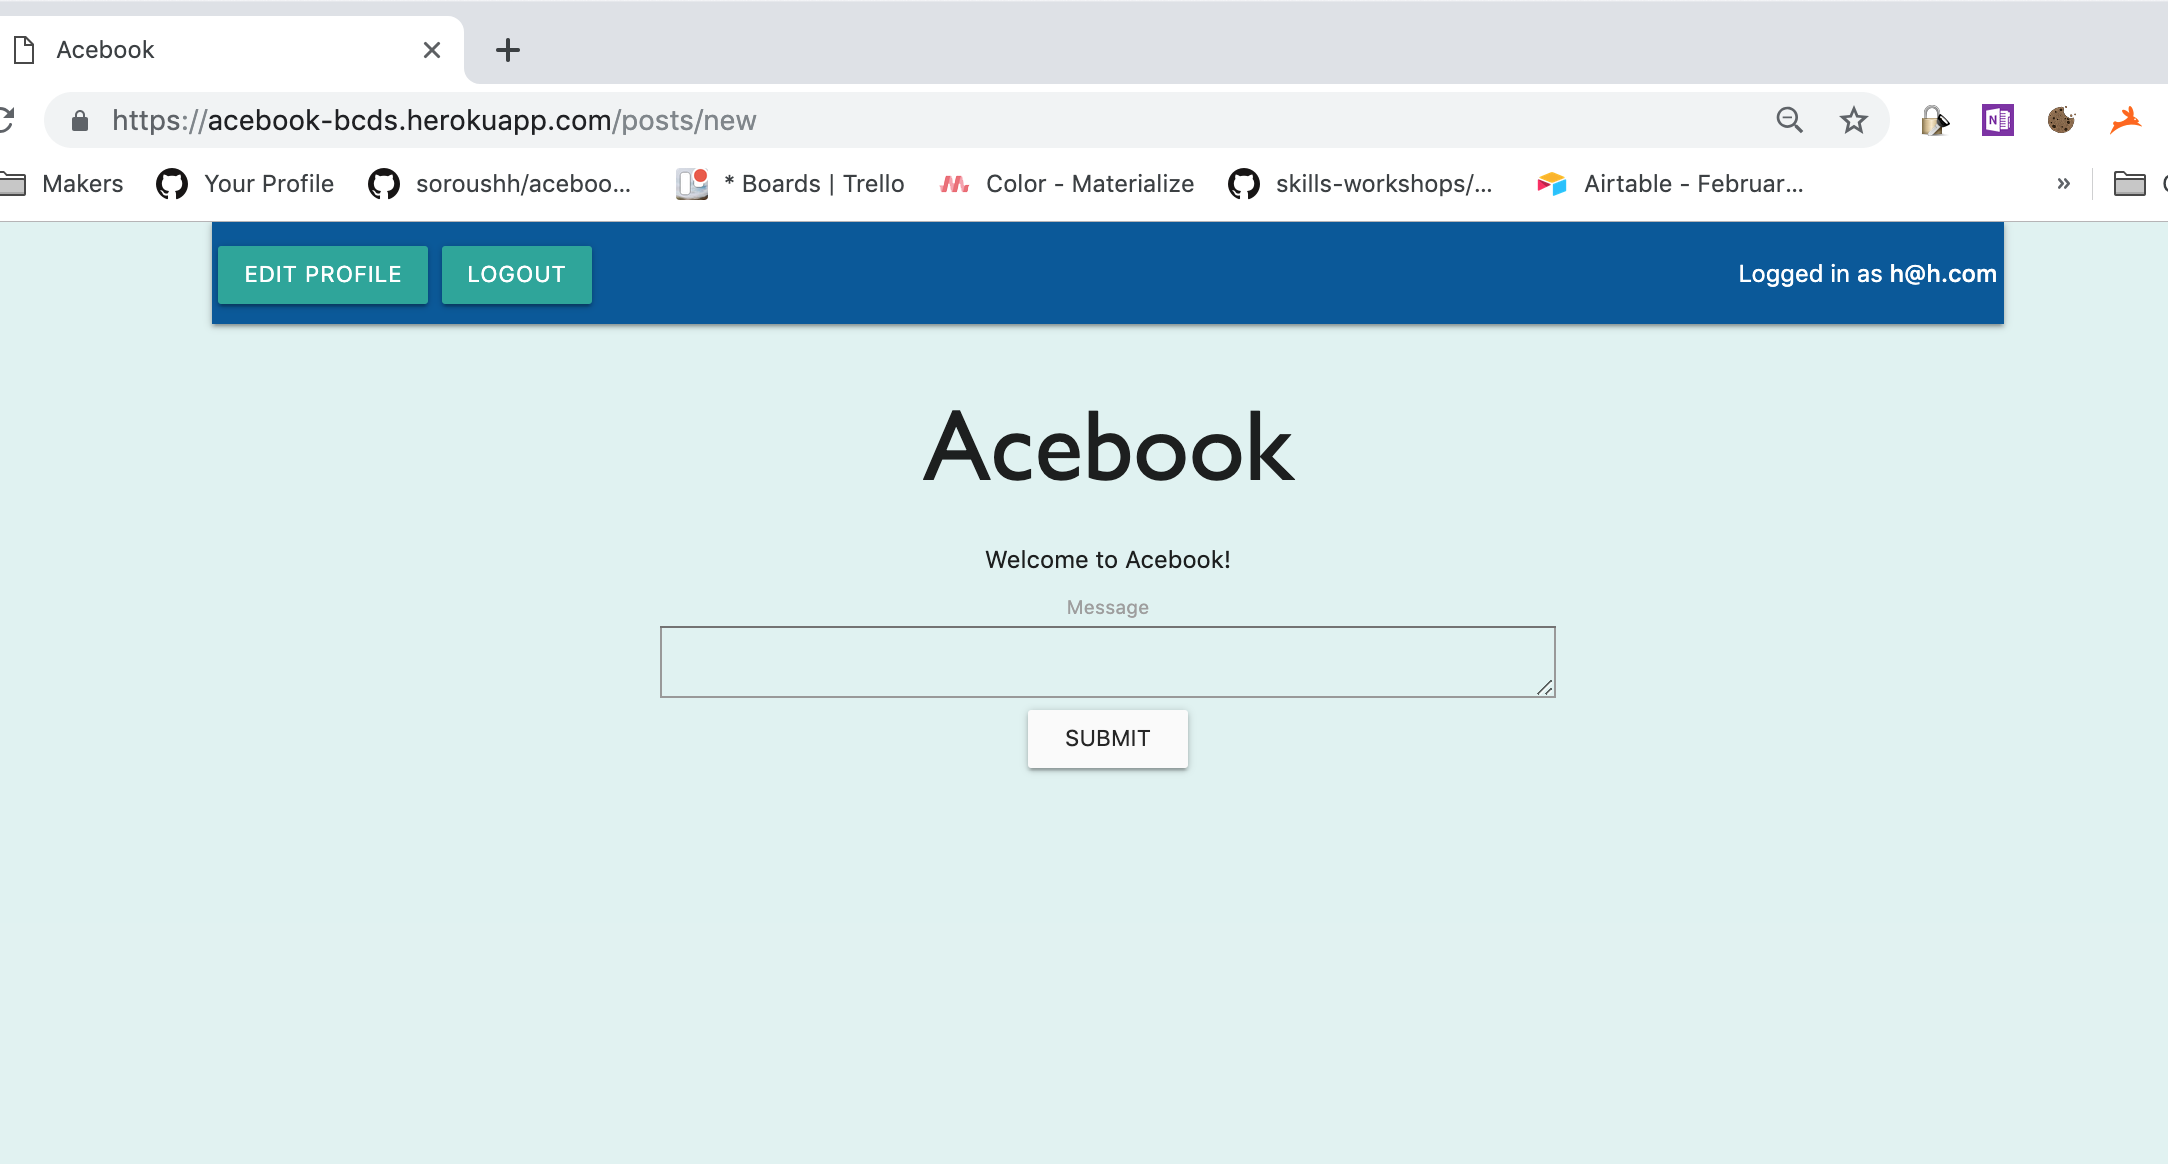 Acebook
https://acebook-bcds.herokuapp.com/posts/new
Makers
Your Profile
soroushh/aceboo...
* Boards | Trello
Color - Materialize
skills-workshops/...
Airtable - Februar...
»
EDIT PROFILE
LOGOUT
Logged in as h@h.com
Acebook
Welcome to Acebook!
Message
SUBMIT